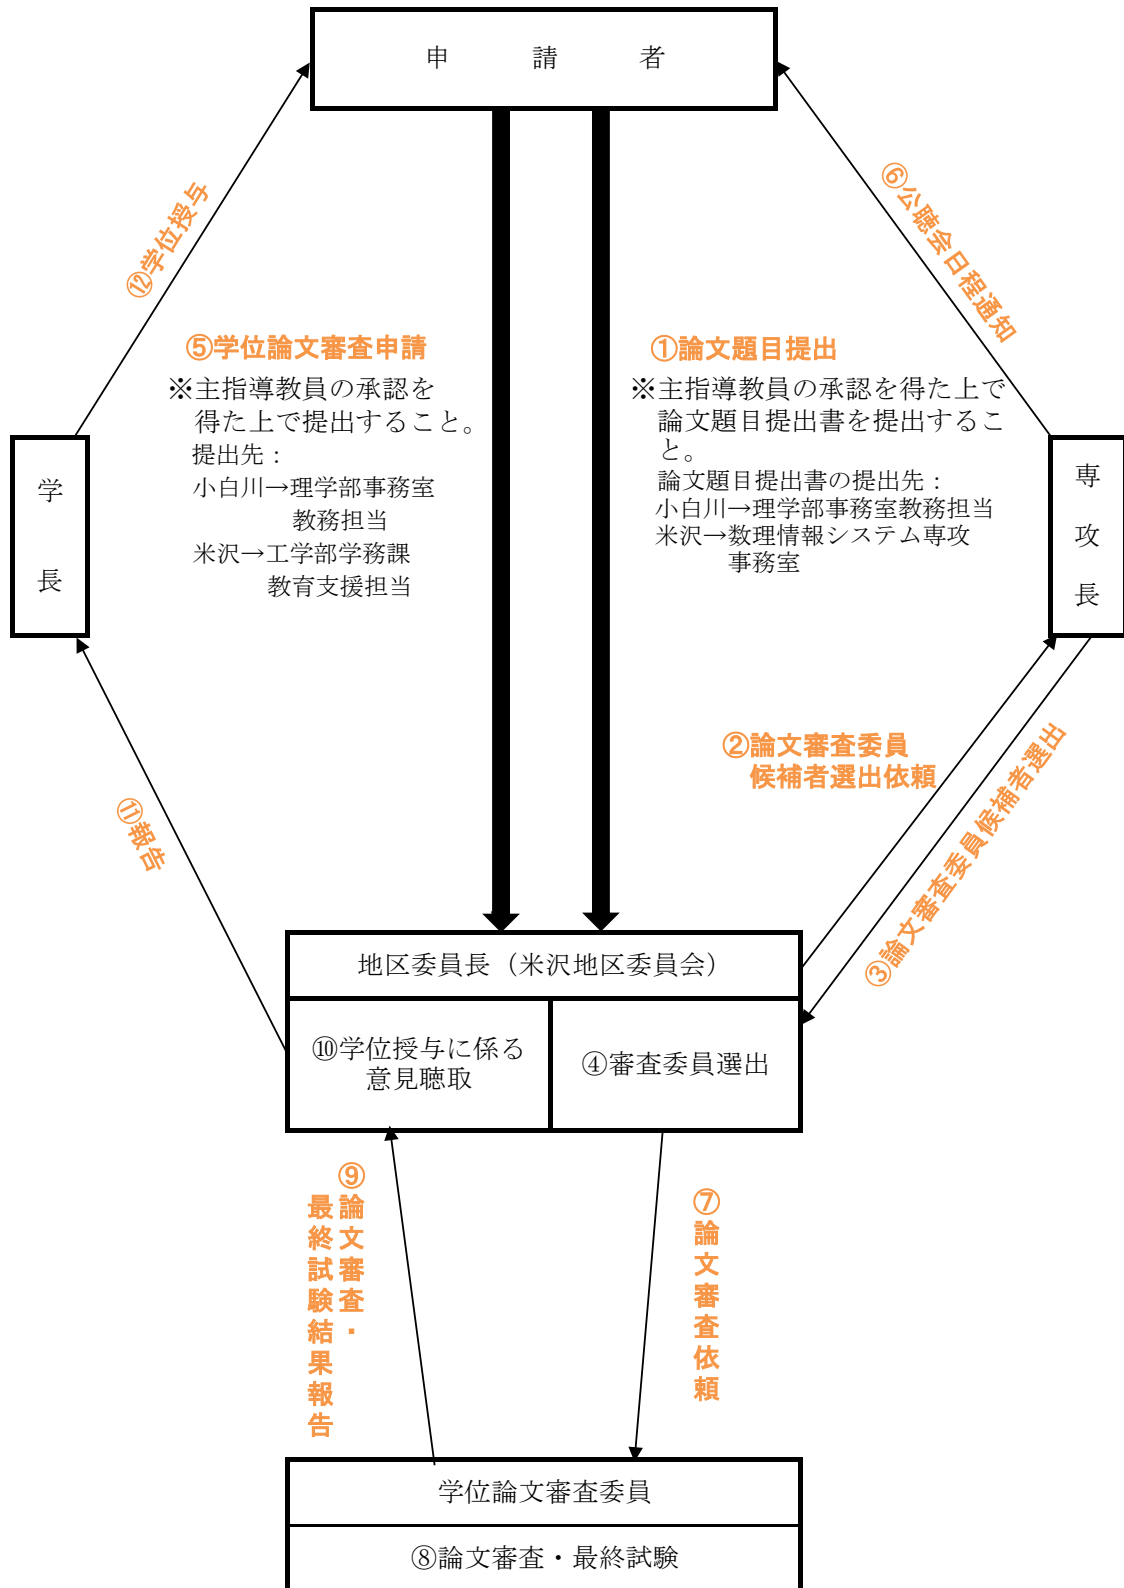 申請者
⑥公聴会日程通知
⑫学位授与
⑤学位論文審査申請
※主指導教員の承認を
得た上で提出すること。
提出先：
小白川→理学部事務室
教務担当
米沢→工学部学務課
教育支援担当
①論文題目提出
※主指導教員の承認を得た上で
論文題目提出書を提出するこ
と。
論文題目提出書の提出先：
小白川→理学部事務室教務担当
米沢→数理情報システム専攻
事務室
学長
専攻長
②論文審査委員
候補者選出依頼
③論文審査委員候補者選出
⑪報告
地区委員長（米沢地区委員会）
⑩学位授与に係る
意見聴取
④審査委員選出
⑨論文審査・
最終試験結果報告
⑦論文審査依頼
学位論文審査委員
⑧論文審査・最終試験